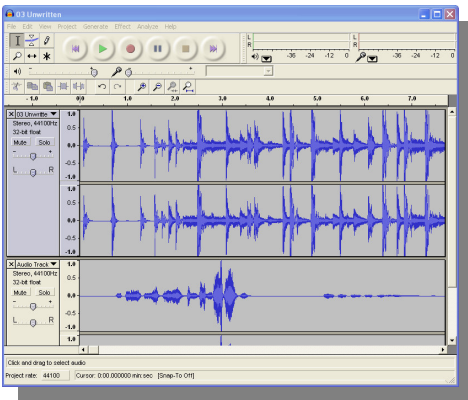 03 Unwritten
File Edit View Project Generate Effect Analyze Help
L
R
-36 -24 -12 0
L
R
-36 -24 -12 0
- +
- +
- 1.0 0.0 1.0 2.0 3.0 4.0 5.0 6.0 7.0
X 03 Unwritte
Stereo, 44100Hz
32-bit float
Mute Solo
- +
L R
1.0
0.5
0.0
-0.5
-1.0
1.0
0.5
0.0
-0.5
-1.0
X Audio Track
Stereo, 44100Hz
32-bit float
Mute Solo
- +
L R
1.0
0.5
0.0
-0.5
-1.0
1.0
Click and drag to select audio
Project rate: 44100 Cursor: 0:00.000000 min:sec [Snap-To Off]